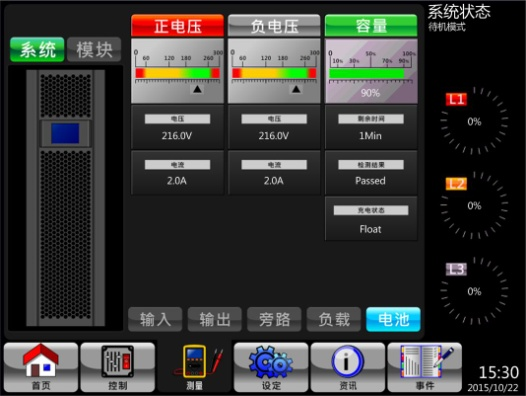 系统状态
待机模式
正电压
负电压
容量
系统
模块
0
300
60
120
180
240
0
300
60
120
180
240
0
50%
100%
10%
30%
70%
90%
90%
电压
216.0V
电压
216.0V
剩余时间
1Min
电流
2.0A
电流
2.0A
检测结果
Passed
充电状态
Float
L1
0%
L2
0%
L3
0%
输入
输出
旁路
负载
电池
首页
控制
测量
设定
资讯
事件
15:30
2015/10/22